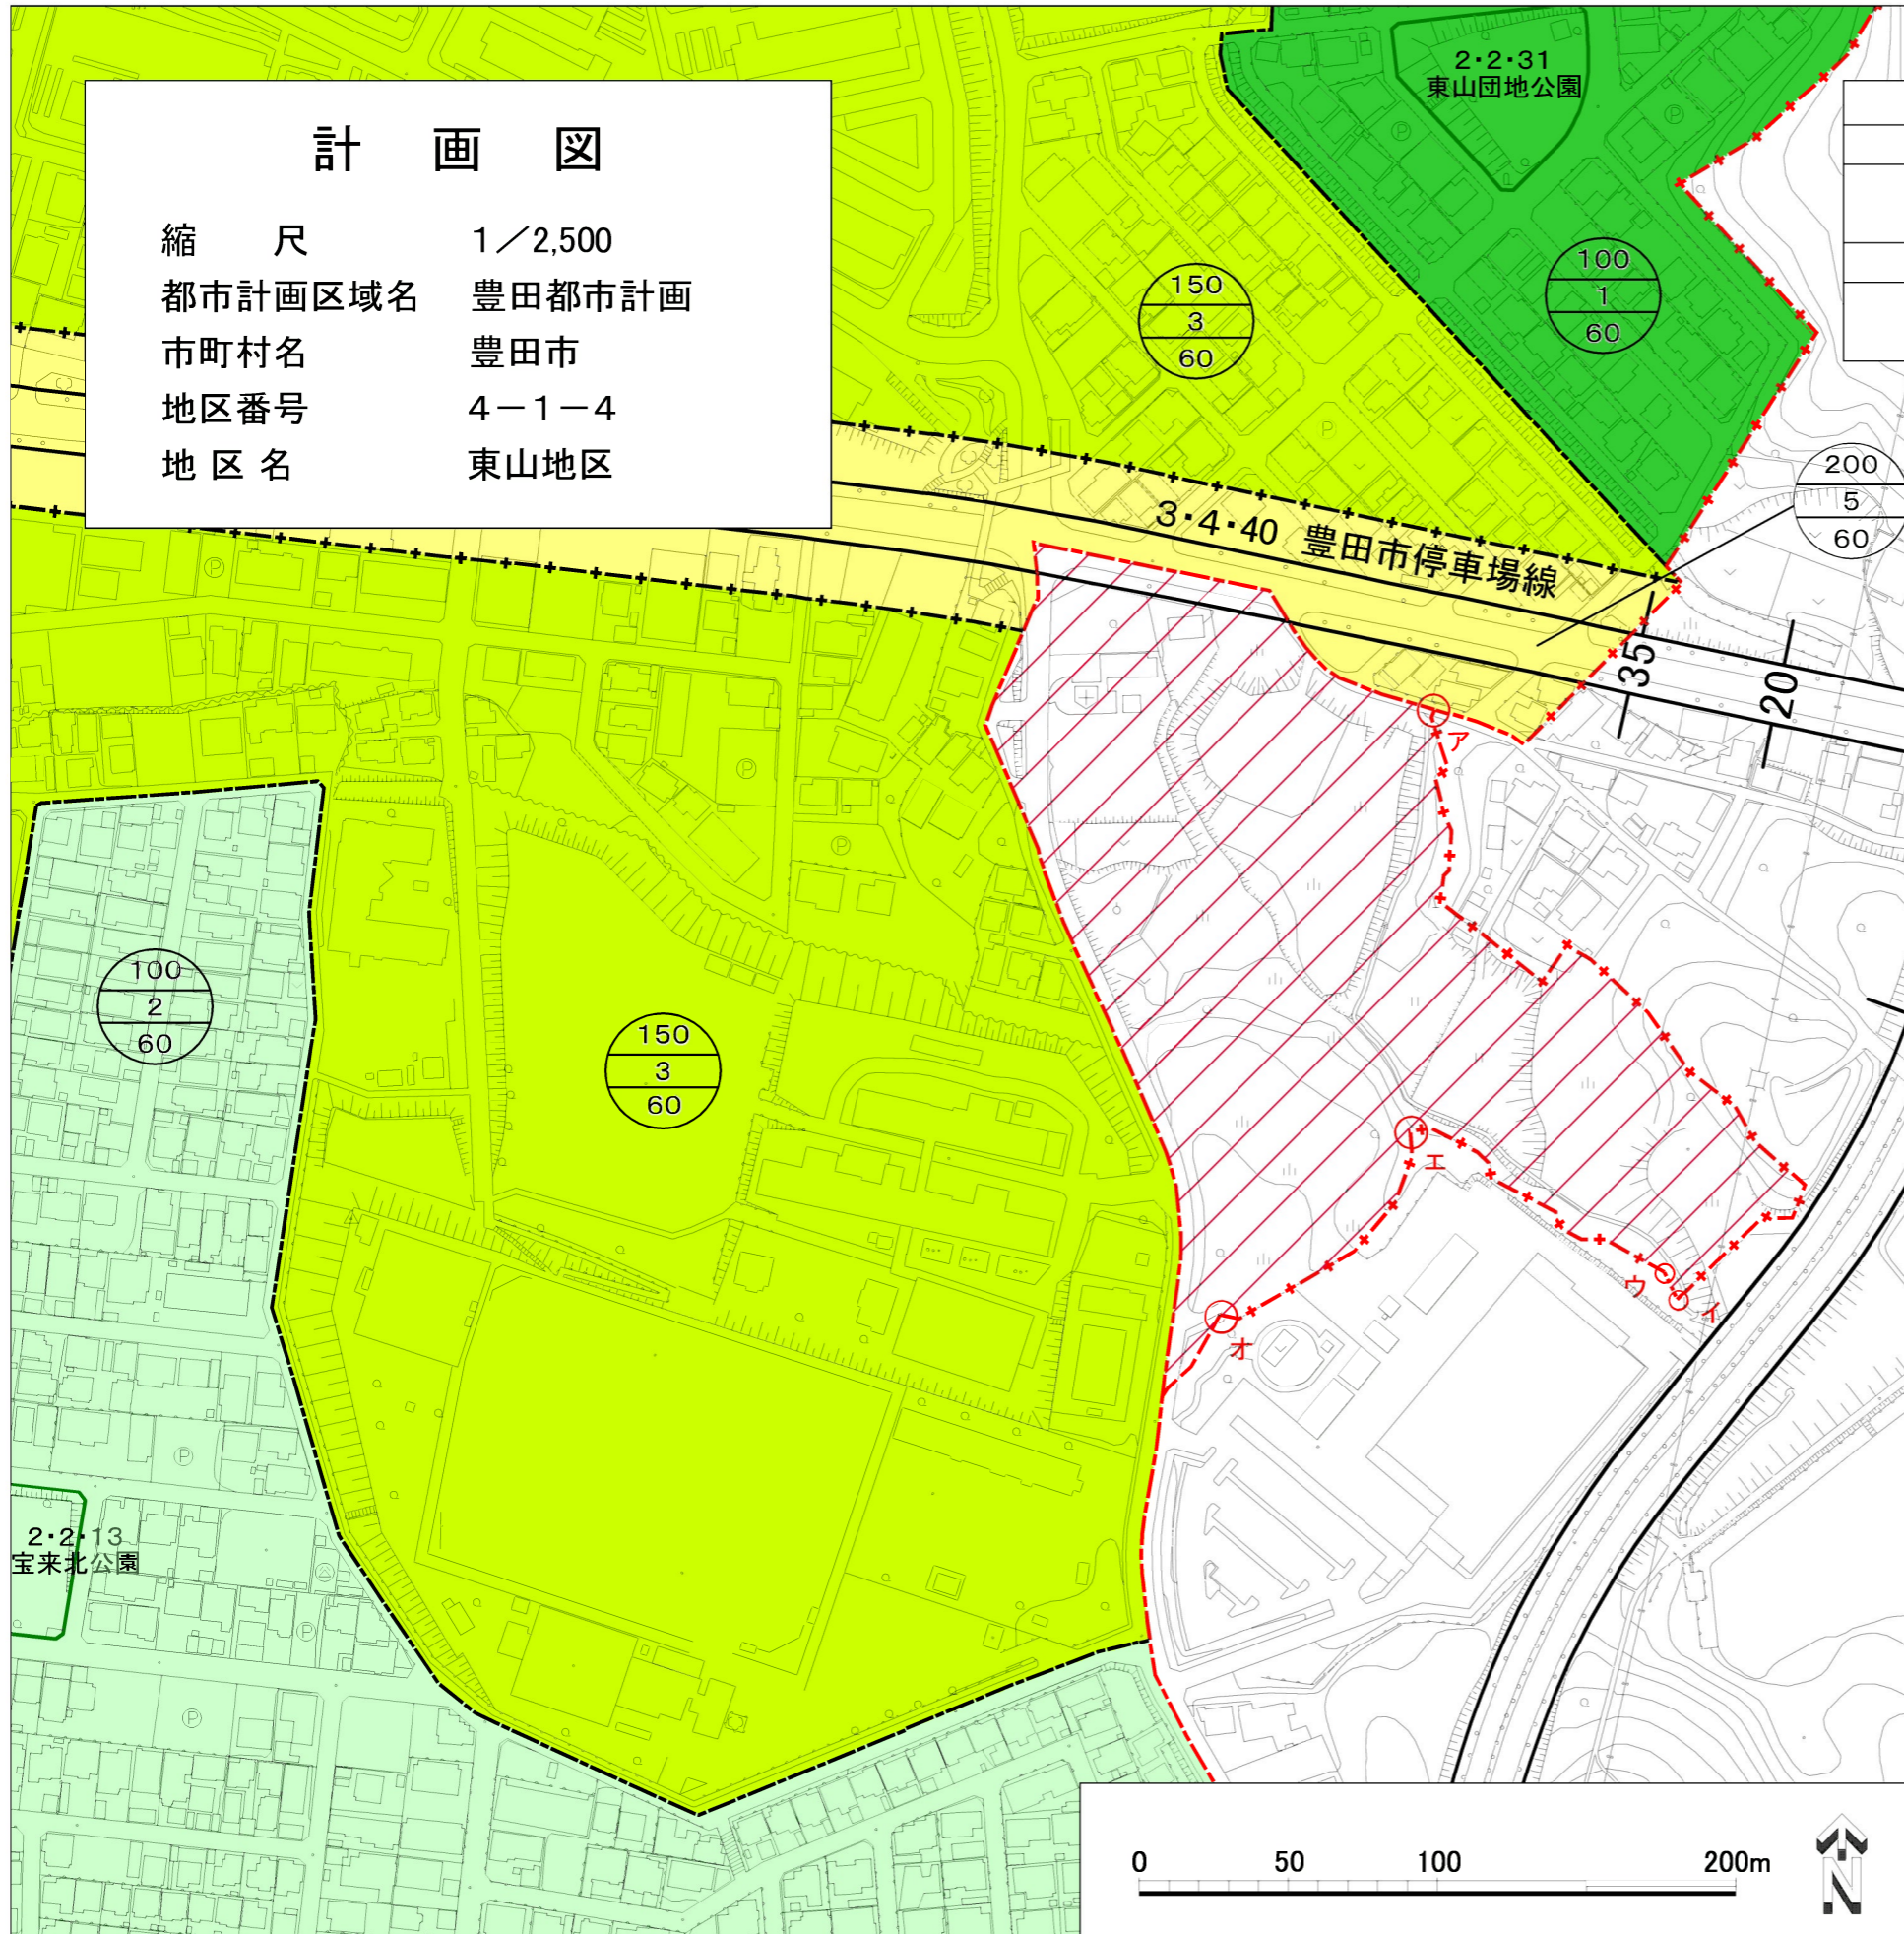 計 画 図
縮 尺 1／2,500
都市計画区域名 豊田都市計画
市町村名 豊田市
地区番号 4－1－4
地 区 名 東山地区
2・2・31
東山団地公園
100
1
60
150
3
60
200
5
60
3・4・40 豊田市停車場線
35
20
ア
100
2
60
150
3
60
エ
ウ
イ
オ
2・2・13
宝来北公園
0 50 100 200m
N
P
P
P
P
P
P
P
P